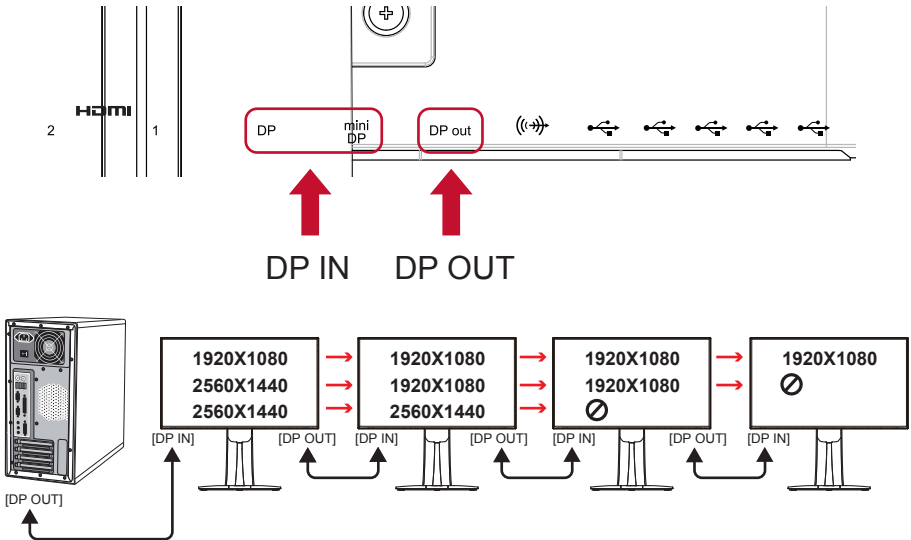 2 HDMI 1 DP mini DP DP out
DP IN DP OUT
1920X1080 1920X1080 1920X1080 1920X1080
2560X1440 1920X1080 1920X1080
2560X1440 2560X1440
[DP IN] [DP OUT] [DP IN] [DP OUT] [DP IN] [DP OUT] [DP IN]
[DP OUT]